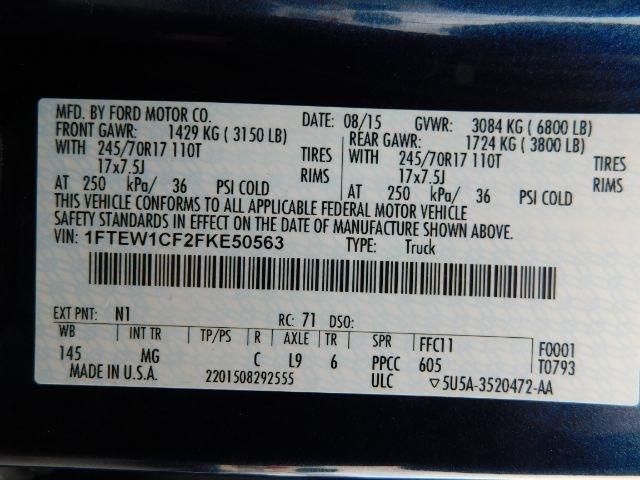 MFD. BY FORD MOTOR CO. DATE: 08/15 GVWR: 3084 KG ( 6800 LB)
FRONT GAWR: 1429 KG ( 3150 LB) REAR GAWR: 1724 KG ( 3800 LB)
WITH 245/70R17 110T TIRES WITH 245/70R17 110T TIRES
17x7.5J RIMS 17x7.5J RIMS
AT 250 kPa/ 36 PSI COLD AT 250 kPa/ 36 PSI COLD
THIS VEHICLE CONFORMS TO ALL APPLICABLE FEDERAL MOTOR VEHICLE
SAFETY STANDARDS IN EFFECT ON THE DATE OF MANUFACTURE SHOWN ABOVE.
VIN: 1FTEW1CF2FKE50563 TYPE: Truck
EXT PNT: N1 RC: 71 DSO:
WB INT TR TP/PS R AXLE TR SPR FFC11 F0001
145 MG C L9 6 PPCC 605 T0793
MADE IN U.S.A. 2201508292555 ULC ▽5U5A-3520472-AA